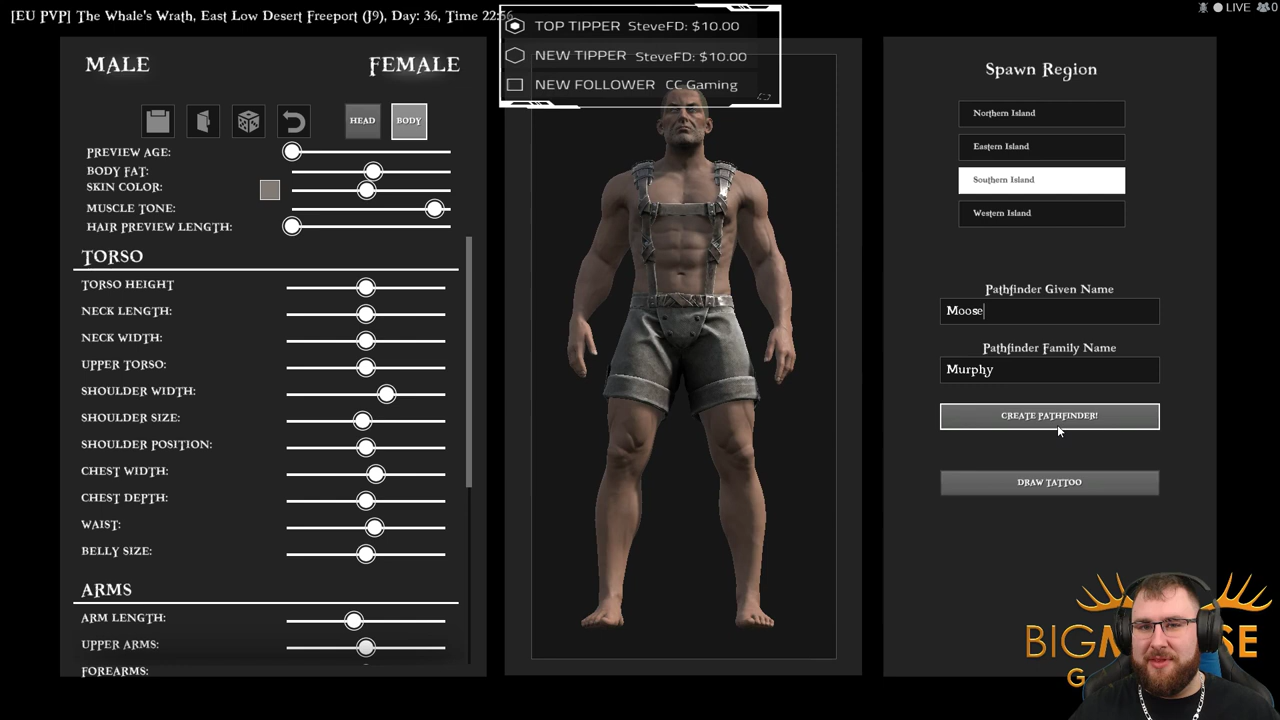 [EU PVP] The Whale's Wrath, East Low Desert Freeport (J9), Day: 36, Time 22:56
LIVE 0
TOP TIPPER SteveFD: $10.00
NEW TIPPER SteveFD: $10.00
NEW FOLLOWER CC Gaming
MALE FEMALE
HEAD BODY
PREVIEW AGE:
BODY FAT:
SKIN COLOR:
MUSCLE TONE:
HAIR PREVIEW LENGTH:
TORSO
TORSO HEIGHT
NECK LENGTH:
NECK WIDTH:
UPPER TORSO:
SHOULDER WIDTH:
SHOULDER SIZE:
SHOULDER POSITION:
CHEST WIDTH:
CHEST DEPTH:
WAIST:
BELLY SIZE:
ARMS
ARM LENGTH:
UPPER ARMS:
FOREARMS:
Spawn Region
Northern Island
Eastern Island
Southern Island
Western Island
Pathfinder Given Name
Moose
Pathfinder Family Name
Murphy
CREATE PATHFINDER!
DRAW TATTOO